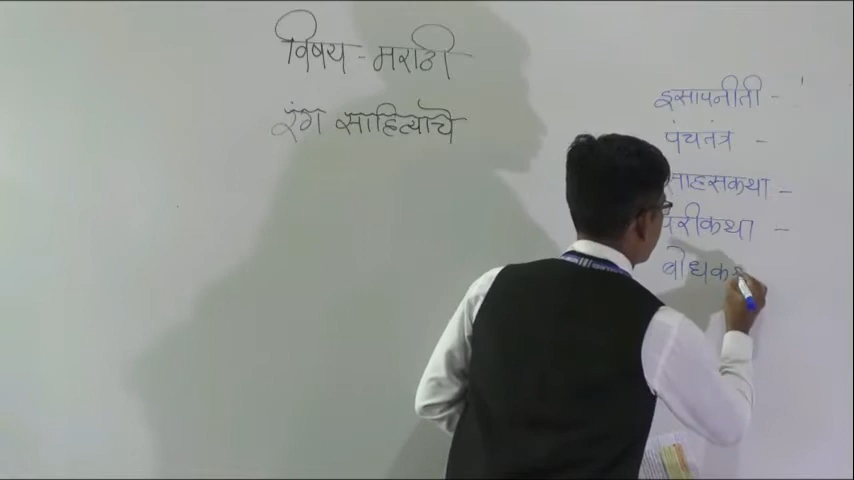 विषय - मराठी
रंग साहित्याचे
इसापनीती -
पंचतंत्र -
साहसकथा -
परीकथा -
बोधक